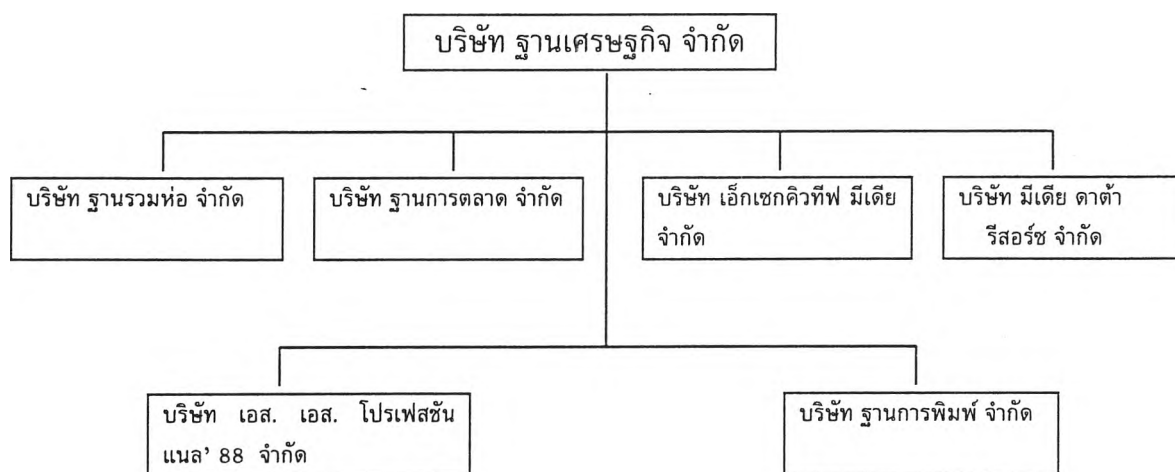 บริษัท ฐานเศรษฐกิจ จำกัด
บริษัท ฐานรวมห่อ จำกัด
บริษัท ฐานการตลาด จำกัด
บริษัท เอ็กเซกคิวทีฟ มีเดีย
จำกัด
บริษัท มีเดีย ดาต้า
รีสอร์ซ จำกัด
บริษัท เอส. เอส. โปรเฟสชัน
แนล' 88 จำกัด
บริษัท ฐานการพิมพ์ จำกัด